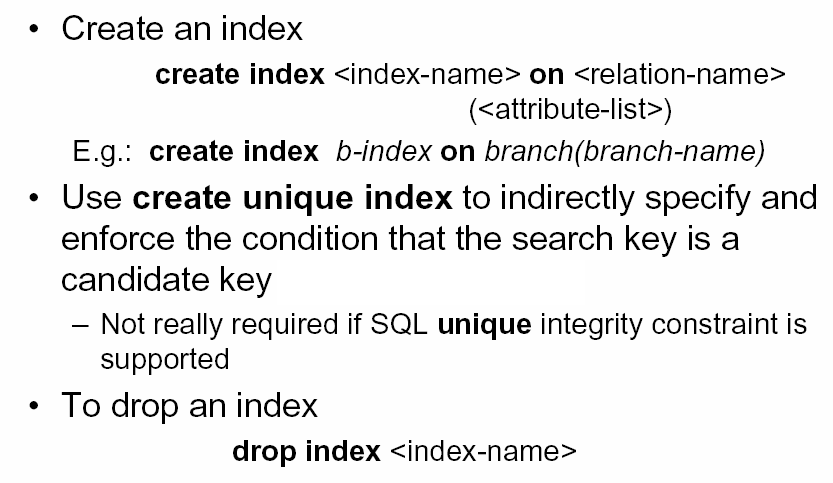 • Create an index
create index <index-name> on <relation-name>
(<attribute-list>)
E.g.: create index b-index on branch(branch-name)
• Use create unique index to indirectly specify and
enforce the condition that the search key is a
candidate key
– Not really required if SQL unique integrity constraint is
supported
• To drop an index
drop index <index-name>